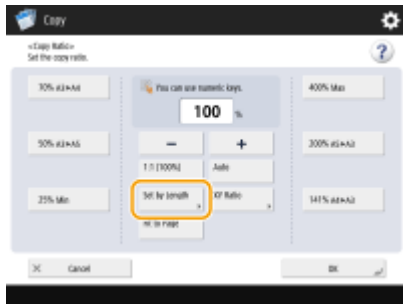 Copy
<Copy Ratio>
Set the copy ratio.
?
70% A3➔A4
You can use numeric keys.
100 %
400% Max
50% A3➔A5
−
+
200% A5➔A3
1:1 [100%]
Auto
25% Min
Set by Length
XY Ratio
141% A4➔A3
Fit to Page
× Cancel
OK